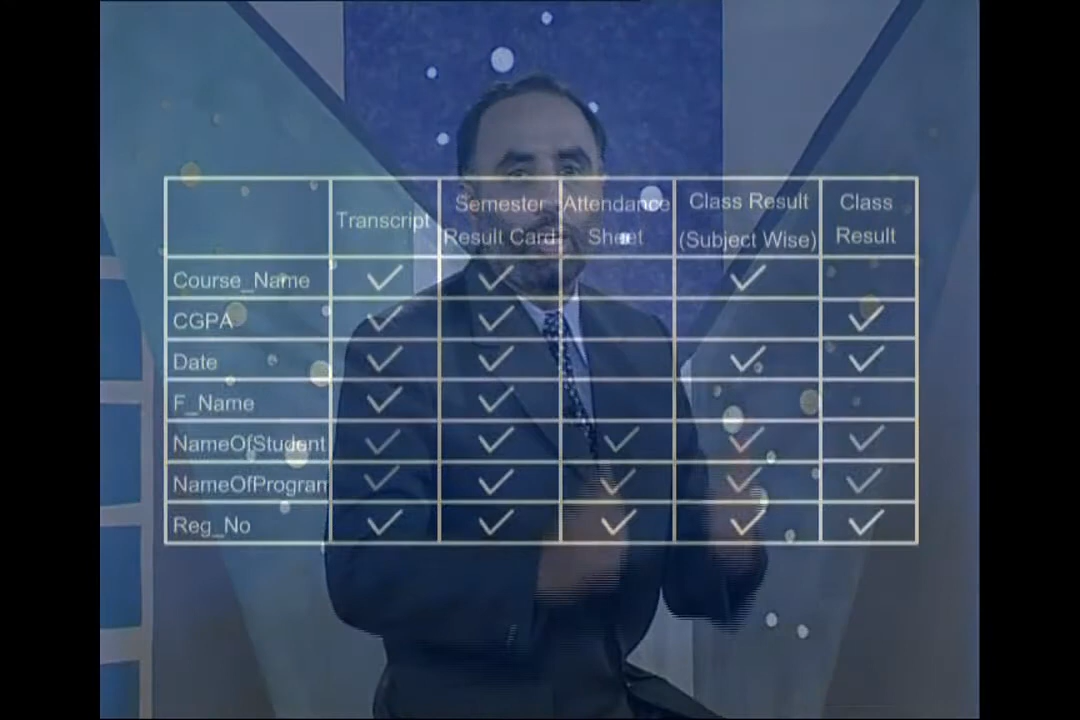 Transcript Semester Result Card Attendance Sheet Class Result (Subject Wise) Class Result
Course_Name ✓ ✓ ✓
CGPA ✓ ✓ ✓
Date ✓ ✓ ✓ ✓
F_Name ✓ ✓
NameOfStudent ✓ ✓ ✓ ✓ ✓
NameOfProgram ✓ ✓ ✓ ✓ ✓
Reg_No ✓ ✓ ✓ ✓ ✓